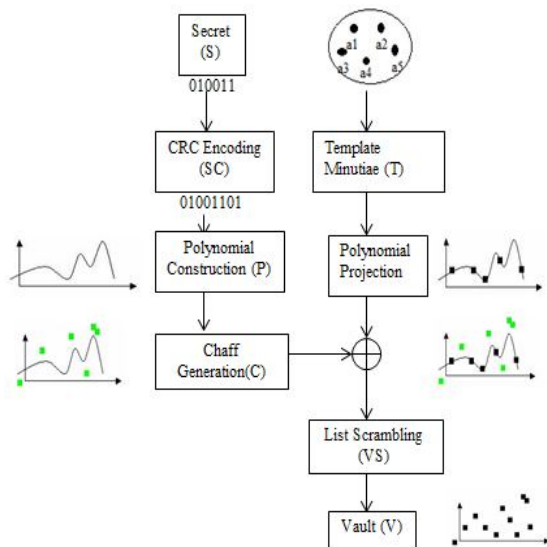 Secret
(S)
010011
a1
a2
a3
a4
a5
CRC Encoding
(SC)
01001101
Template
Minutiae (T)
Polynomial
Construction (P)
Polynomial
Projection
Chaff
Generation(C)
List Scrambling
(VS)
Vault (V)